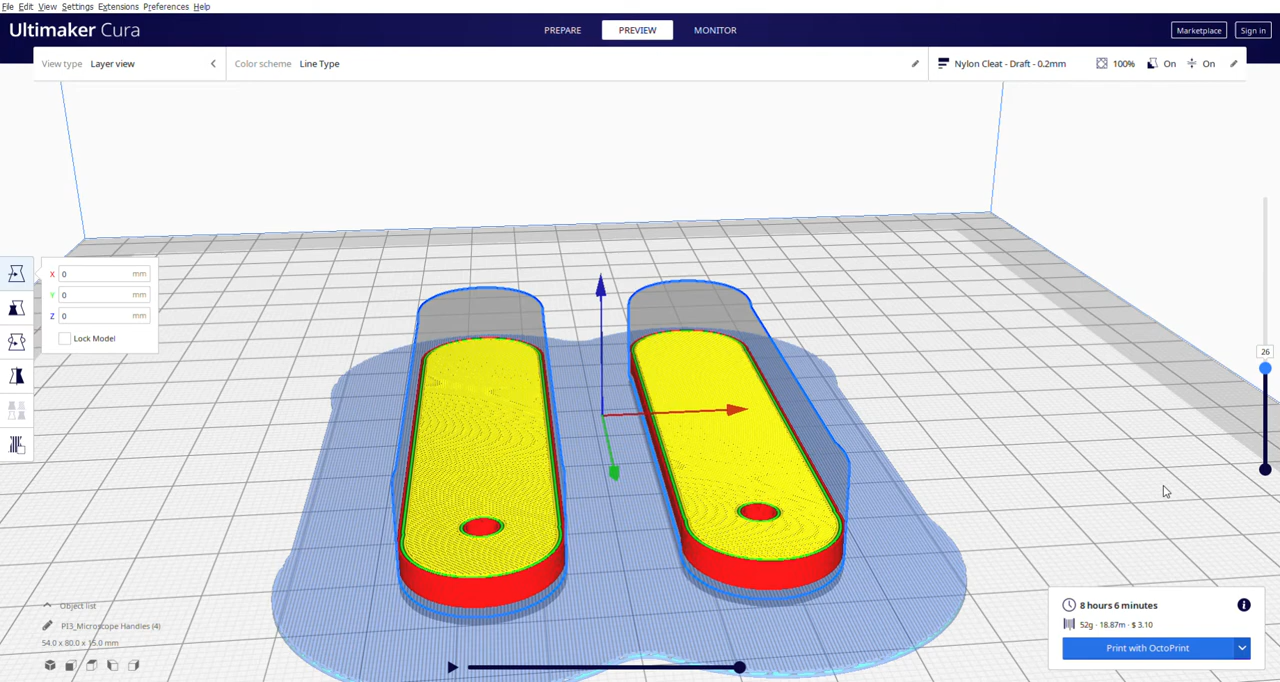 File Edit View Settings Extensions Preferences Help
Ultimaker Cura
PREPARE PREVIEW MONITOR
Marketplace Sign in
View type Layer view
Color scheme Line Type
Nylon Cleat - Draft - 0.2mm 100% On On
X 0 mm
Y 0 mm
Z 0 mm
Lock Model
26
Object list
PI3_Microscope Handles (4)
54.0 x 80.0 x 15.0 mm
8 hours 6 minutes
52g · 18.87m · $ 3.10
Print with OctoPrint